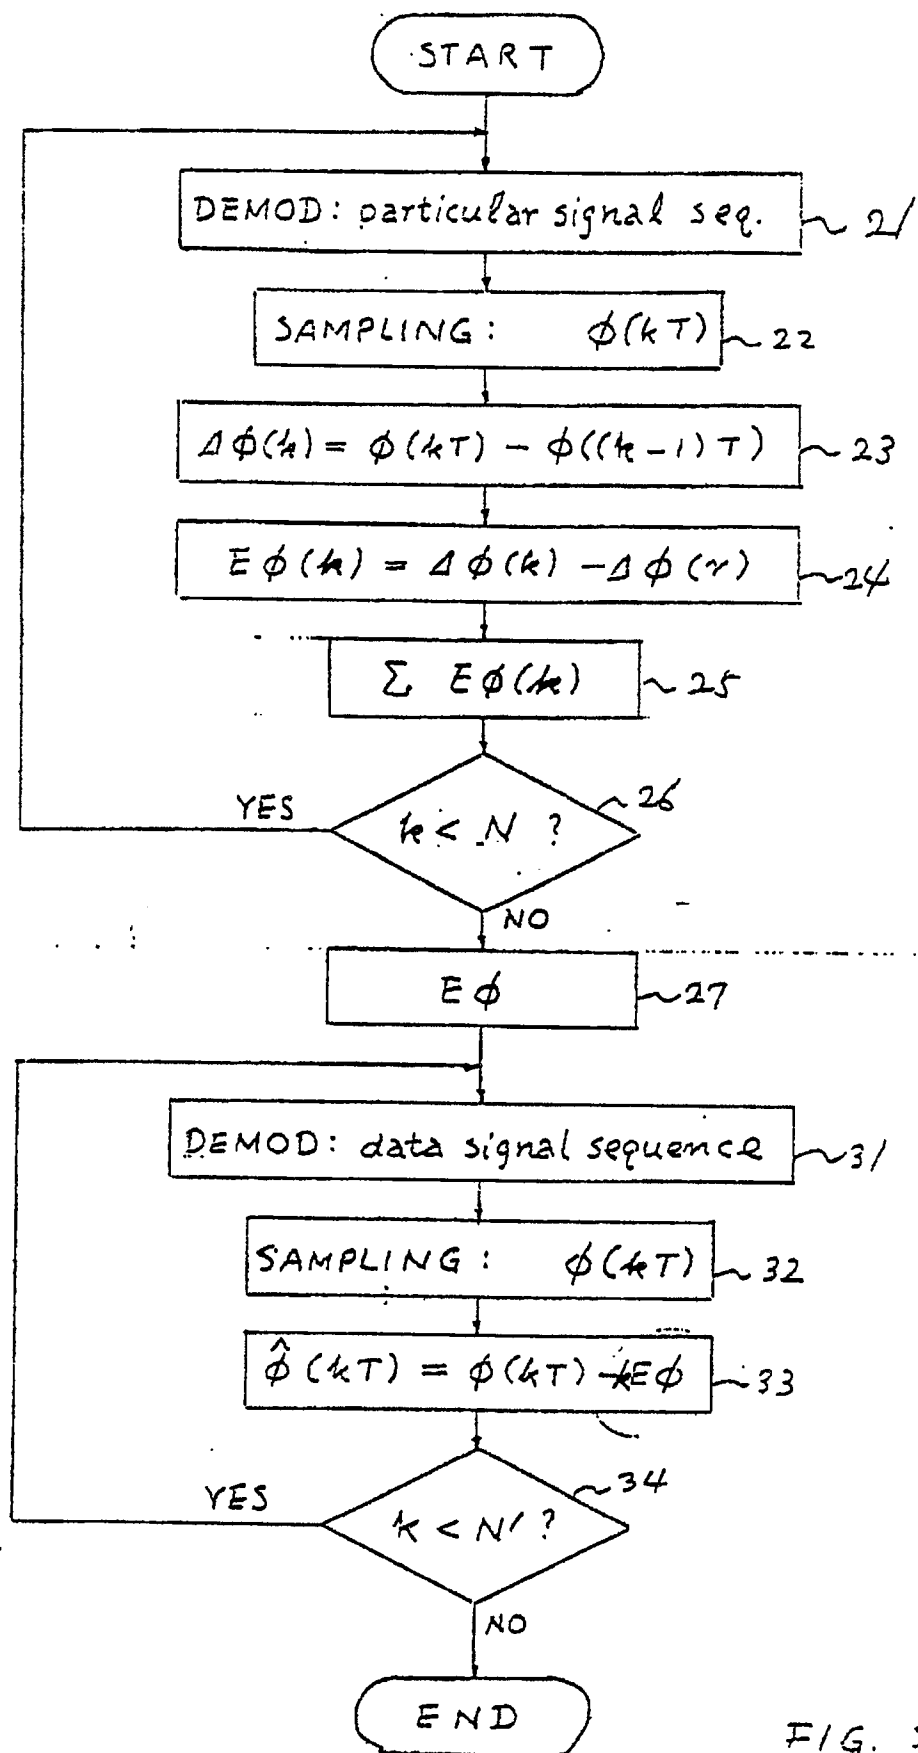 START
DEMOD: particular signal seq.
21
SAMPLING: ϕ(kT)
22
Δϕ(k) = ϕ(kT) − ϕ((k−1)T)
23
Eϕ(k) = Δϕ(k) − Δϕ(r)
24
Σ Eϕ(k)
25
26
YES
k < N ?
NO
Eϕ
27
DEMOD: data signal sequence
31
SAMPLING: ϕ(kT)
32
ϕ̂(kT) = ϕ(kT) − kEϕ
33
34
YES
k < N' ?
NO
END
FIG.